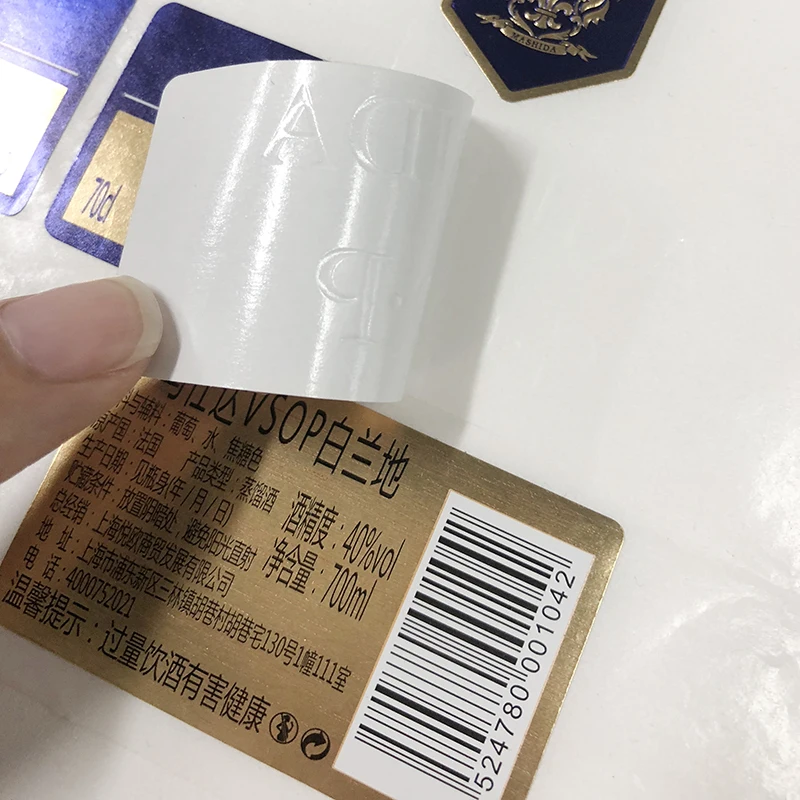 MASHIDA
70cl
VSOP白兰地
料与辅料：葡萄、水、焦糖色
原产国：法国 产品类型：蒸馏酒
生产日期：见瓶身(年/月/日)
贮藏条件：放置阴暗处、避免阳光直射
总经销：上海悦欧商贸发展有限公司
地 址：上海市浦东新区三林镇胡巷村胡巷宅130号1幢111室
电 话：4000752021
酒精度：40%vol
净含量：700ml
温馨提示：过量饮酒有害健康
524780 001042